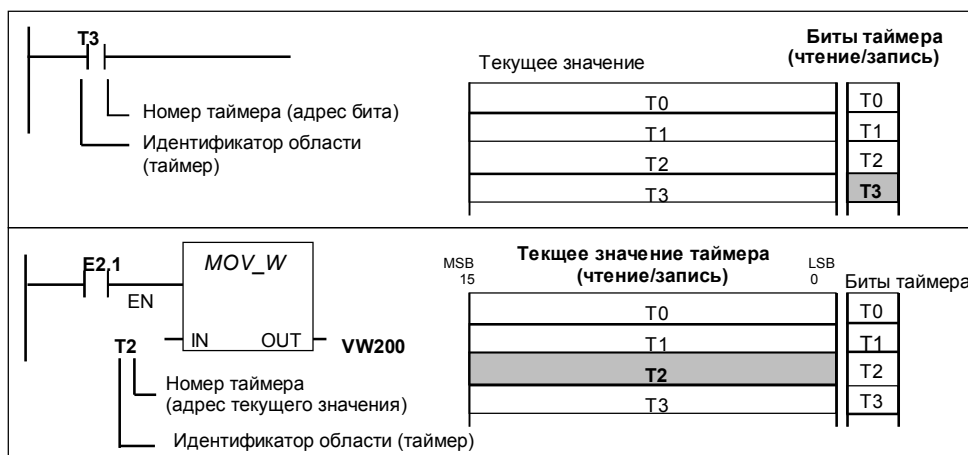 T3
Номер таймера (адрес бита)
Идентификатор области
(таймер)
Текущее значение
Биты таймера
(чтение/запись)
T0
T0
T1
T1
T2
T2
T3
T3
E2.1
MOV_W
EN
IN
OUT
T2
VW200
Номер таймера
(адрес текущего значения)
Идентификатор области (таймер)
MSB
15
Текщее значение таймера
(чтение/запись)
LSB
0
Биты таймера
T0
T0
T1
T1
T2
T2
T3
T3